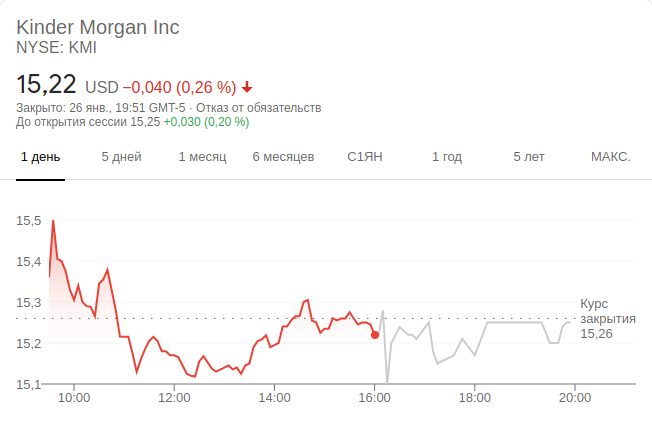 Kinder Morgan Inc
NYSE: KMI
15,22 USD −0,040 (0,26 %)
Закрыто: 26 янв., 19:51 GMT-5 · Отказ от обязательств
До открытия сессии 15,25 +0,030 (0,20 %)
1 день 5 дней 1 месяц 6 месяцев С1ЯН 1 год 5 лет МАКС.
15,5
15,4
15,3
15,2
15,1
Курс
закрытия
15,26
10:00 12:00 14:00 16:00 18:00 20:00